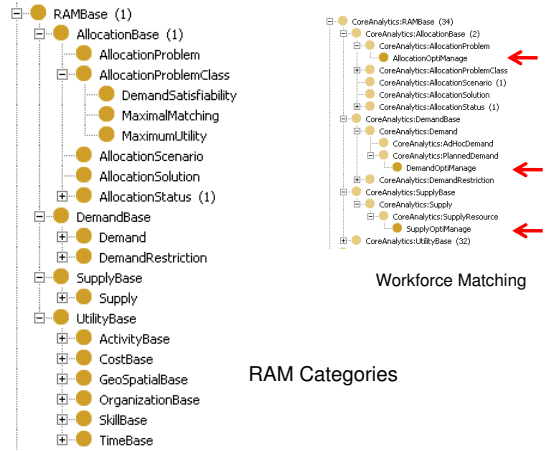 RAMBase (1)
AllocationBase (1)
AllocationProblem
AllocationProblemClass
DemandSatisfiability
MaximalMatching
MaximumUtility
AllocationScenario
AllocationSolution
AllocationStatus (1)
DemandBase
Demand
DemandRestriction
SupplyBase
Supply
UtilityBase
ActivityBase
CostBase
GeoSpatialBase
OrganizationBase
SkillBase
TimeBase
CoreAnalytics:RAMBase (34)
CoreAnalytics:AllocationBase (2)
CoreAnalytics:AllocationProblem
AllocationOptiManage
CoreAnalytics:AllocationProblemClass
CoreAnalytics:AllocationScenario (1)
CoreAnalytics:AllocationSolution
CoreAnalytics:AllocationStatus (1)
CoreAnalytics:DemandBase
CoreAnalytics:Demand
CoreAnalytics:AdHocDemand
CoreAnalytics:PlannedDemand
DemandOptiManage
CoreAnalytics:DemandRestriction
CoreAnalytics:SupplyBase
CoreAnalytics:Supply
CoreAnalytics:SupplyResource
SupplyOptiManage
CoreAnalytics:UtilityBase (32)
Workforce Matching
RAM Categories